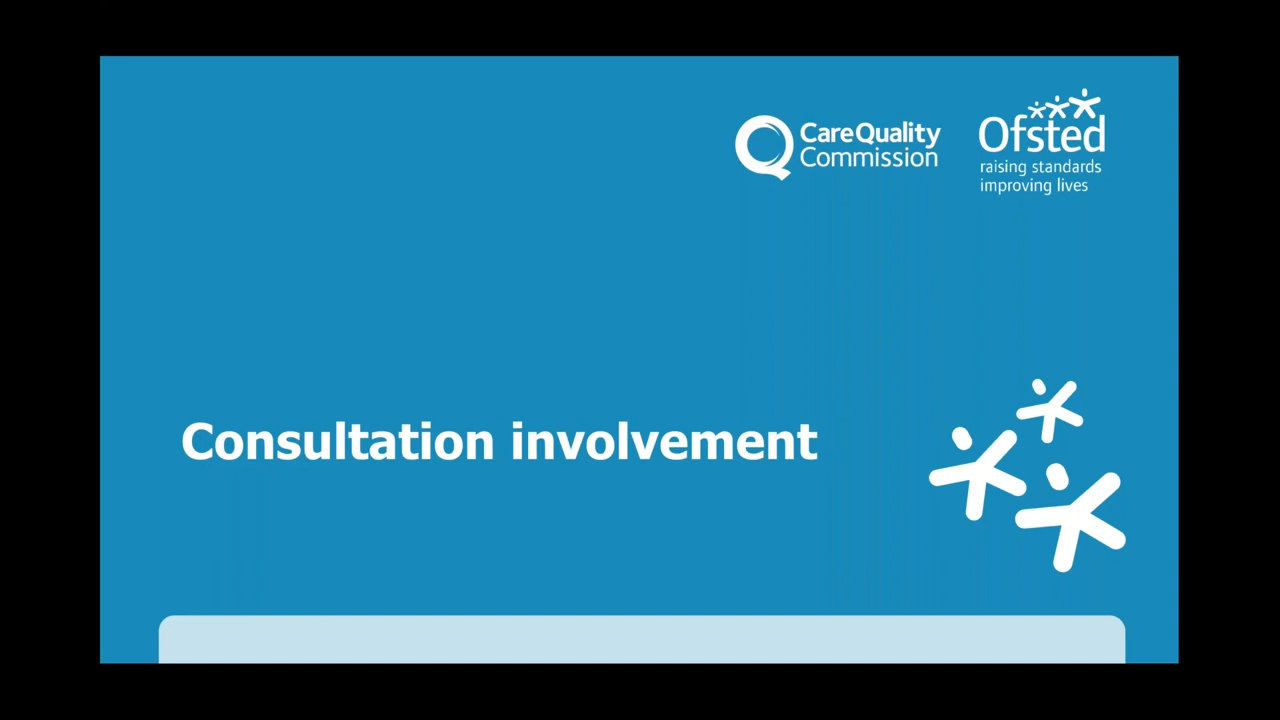 CareQuality
Commission
Ofsted
raising standards
improving lives
Consultation involvement